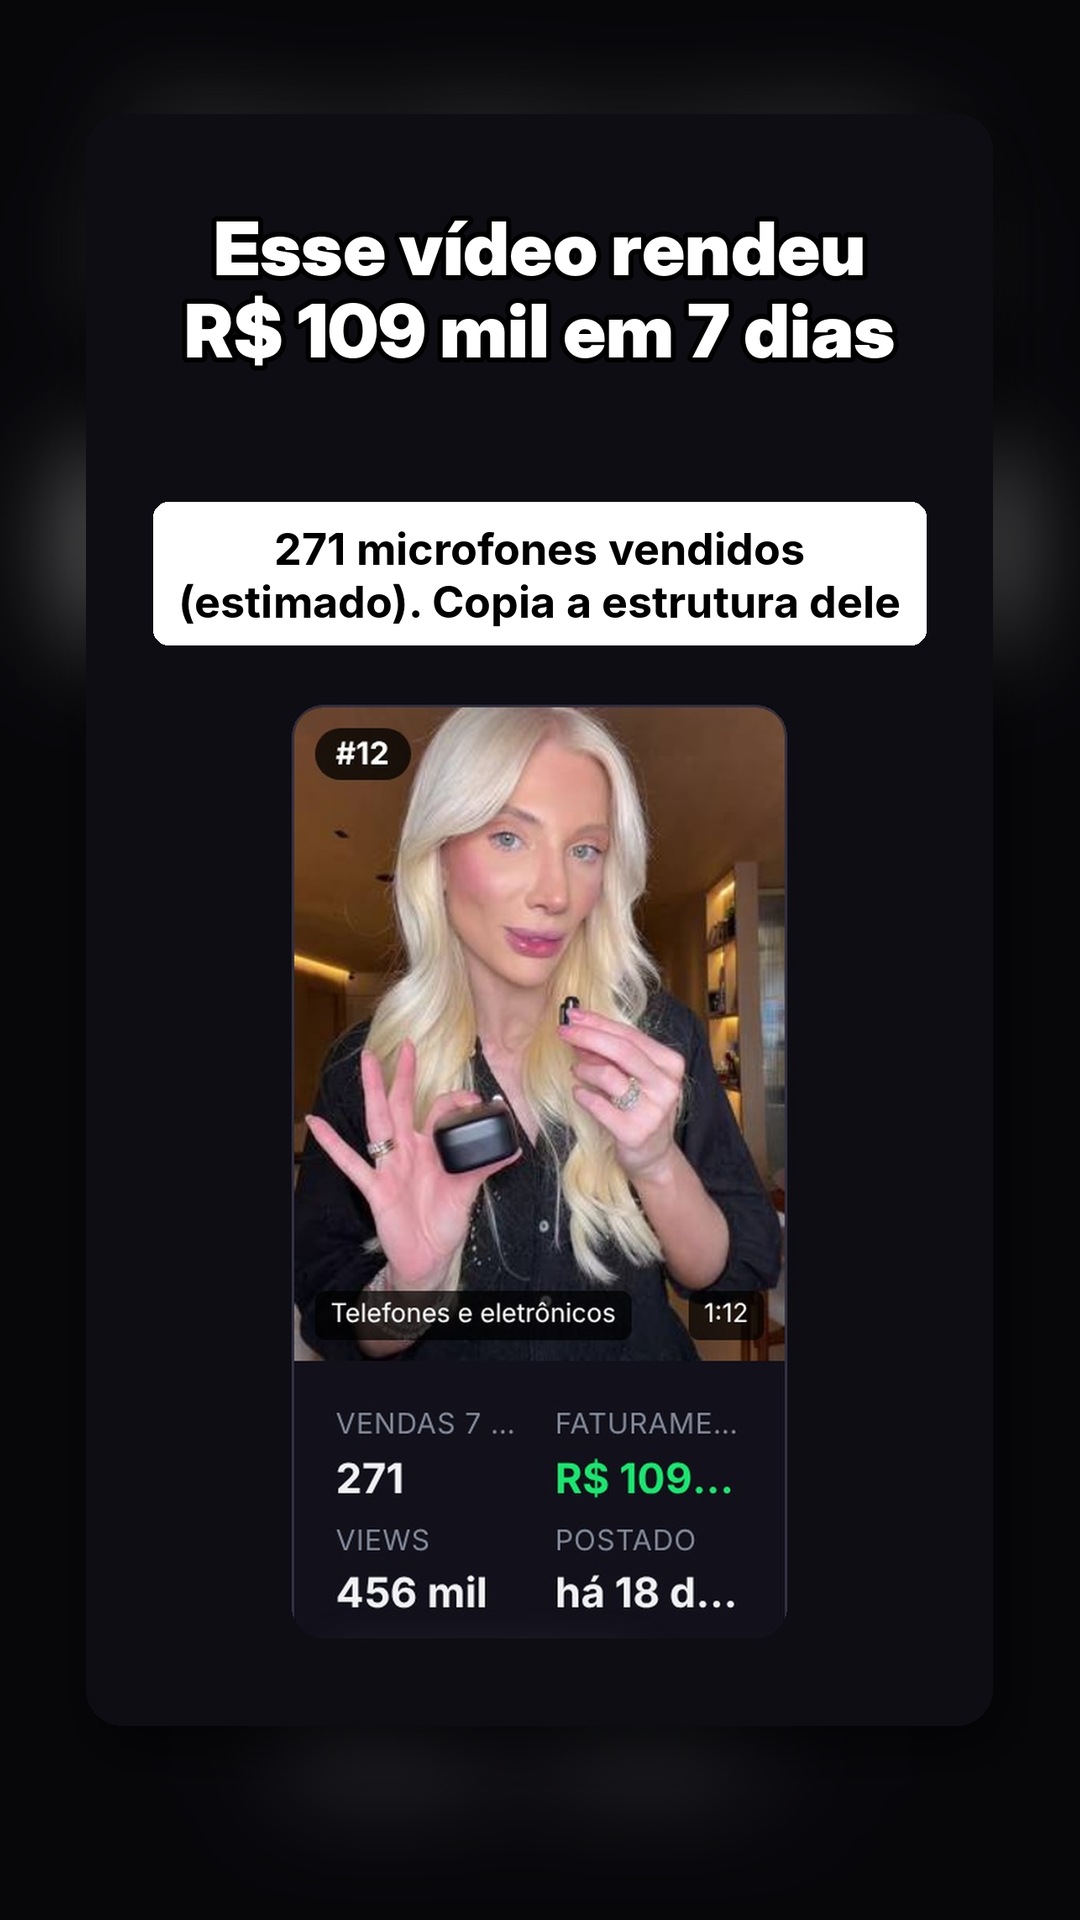 Esse vídeo rendeu
R$ 109 mil em 7 dias
271 microfones vendidos
(estimado). Copia a estrutura dele
#12
Telefones e eletrônicos
1:12
VENDAS 7 ...
FATURAME...
271
R$ 109...
VIEWS
POSTADO
456 mil
há 18 d...